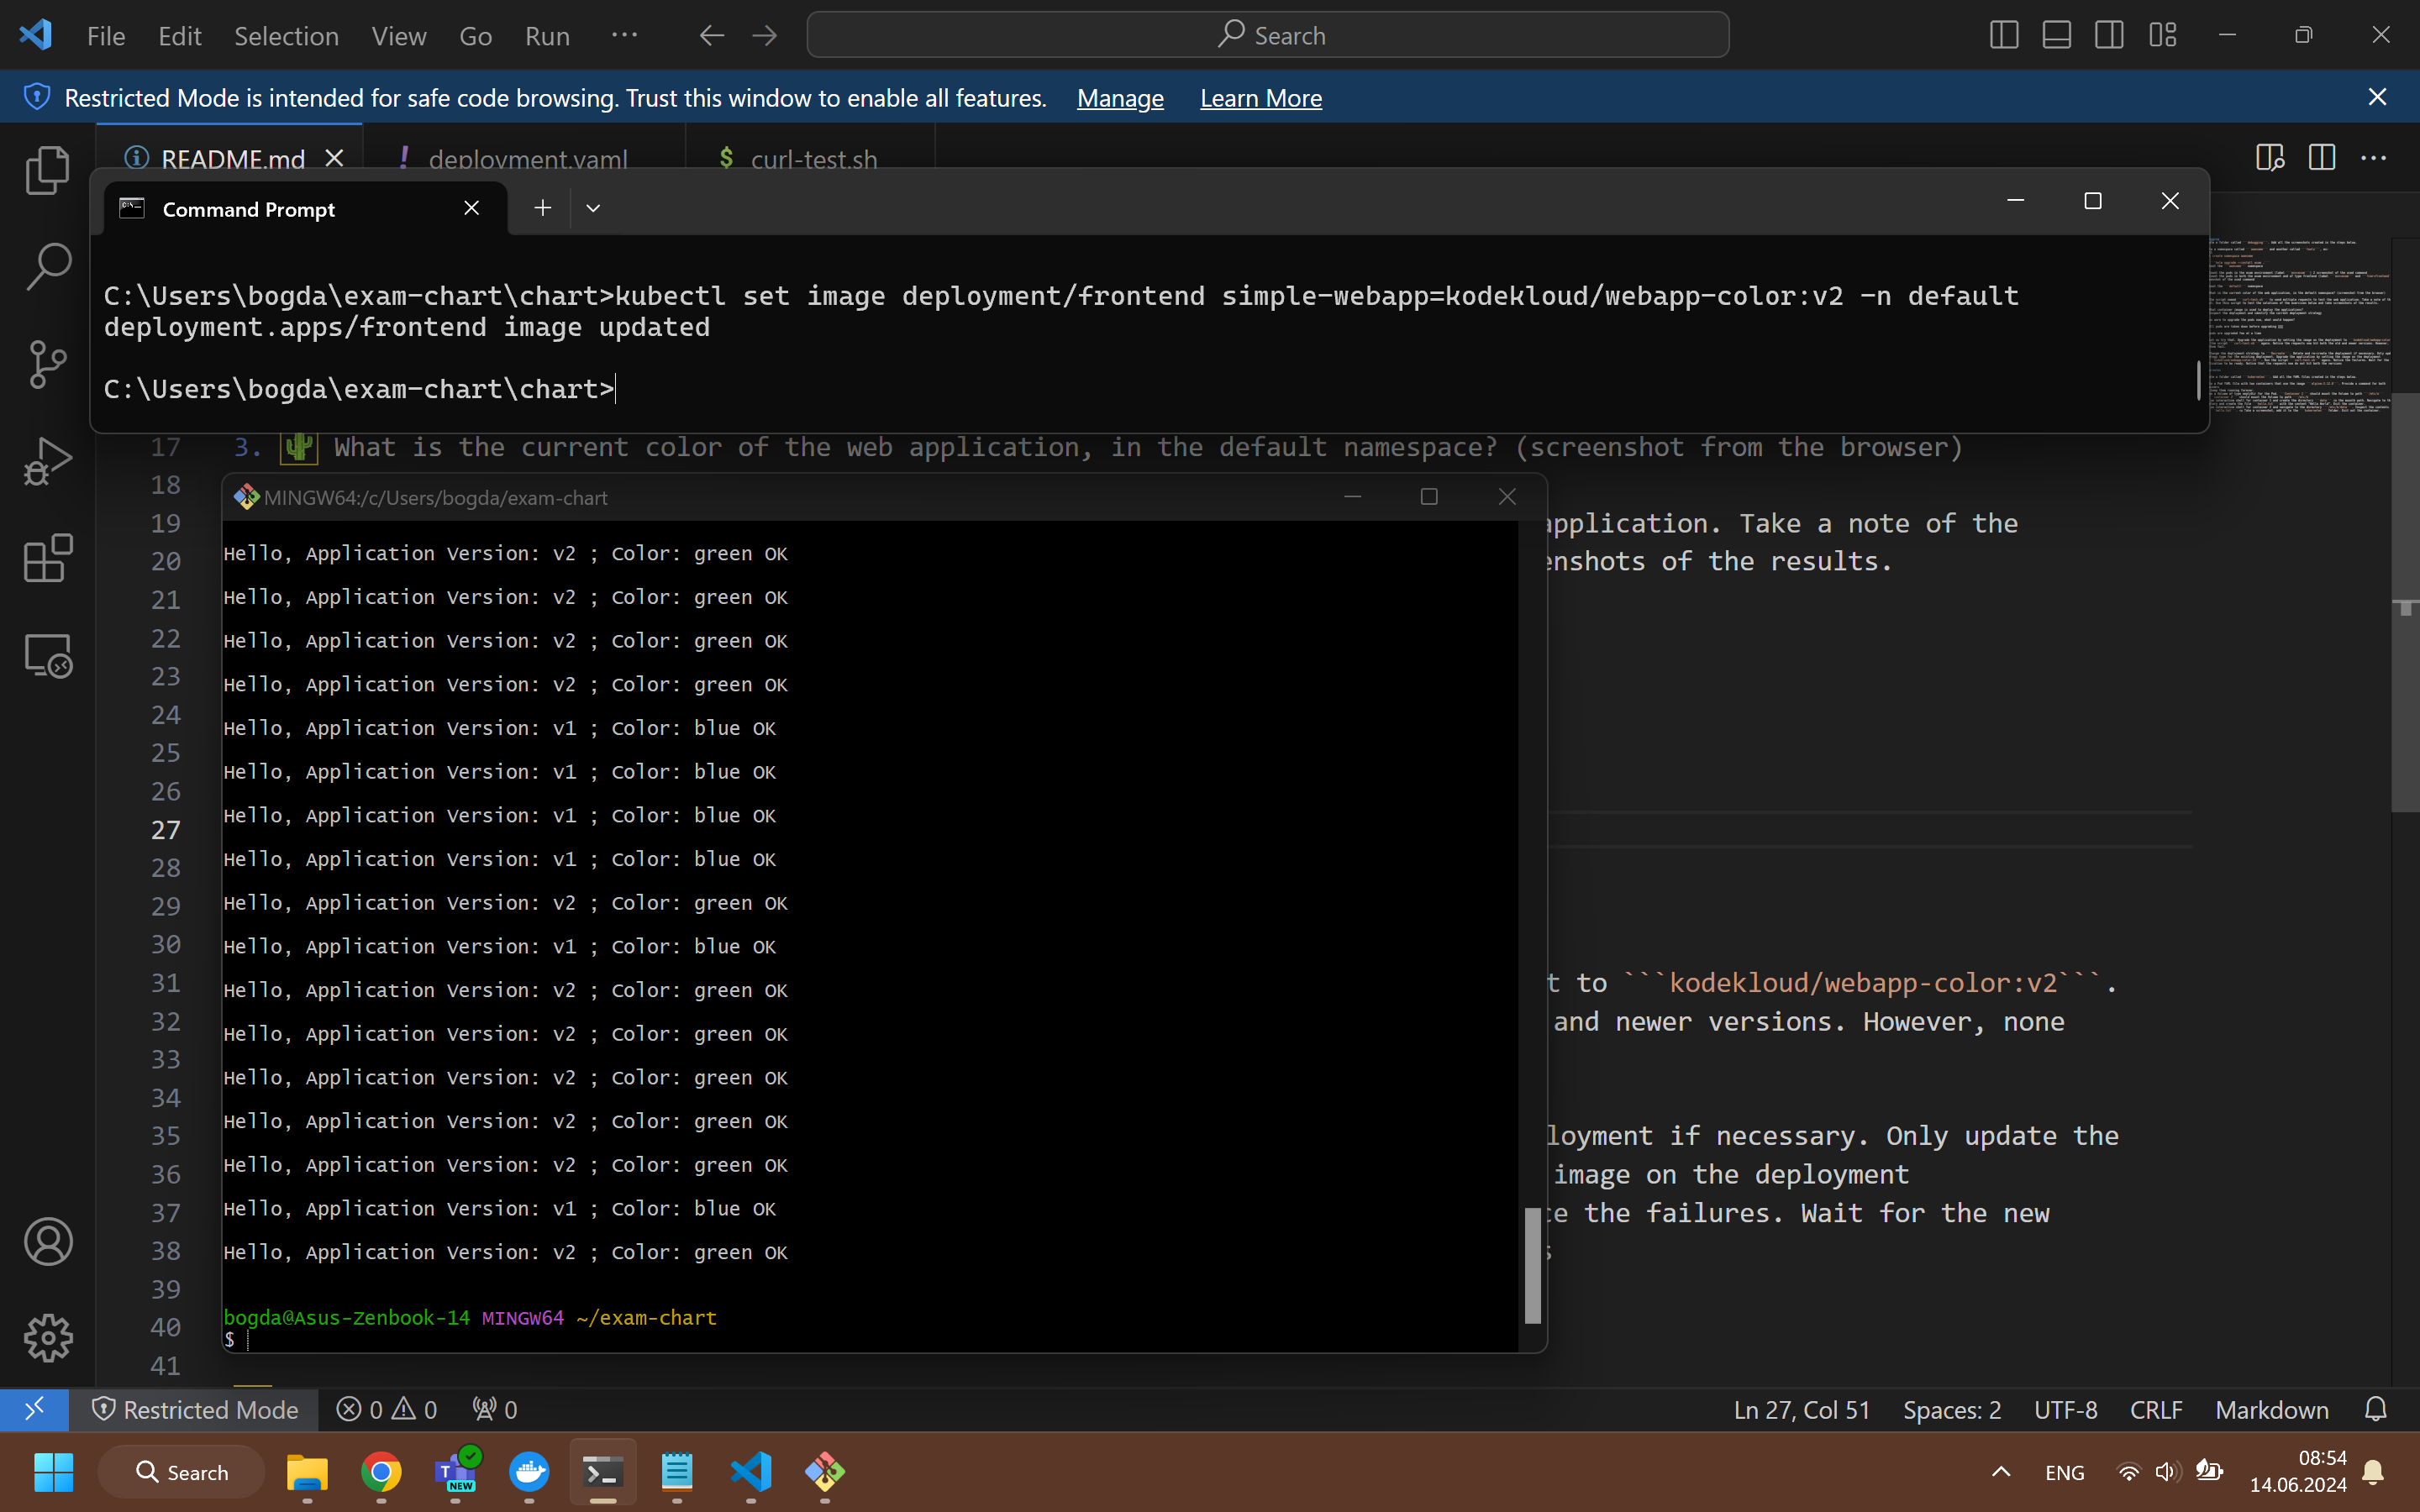 File Edit Selection View Go Run ··· Search
Restricted Mode is intended for safe code browsing. Trust this window to enable all features. Manage Learn More
README.md deployment.yaml curl-test.sh
Command Prompt
C:\Users\bogda\exam-chart\chart>kubectl set image deployment/frontend simple-webapp=kodekloud/webapp-color:v2 -n default
deployment.apps/frontend image updated
C:\Users\bogda\exam-chart\chart>
17 3. 🌵 What is the current color of the web application, in the default namespace? (screenshot from the browser)
18
MINGW64:/c/Users/bogda/exam-chart
19 application. Take a note of the
20 enshots of the results.
21
22
23
24
25
26
27
28
29
30
31 t to ```kodekloud/webapp-color:v2```.
32 and newer versions. However, none
33
34
35 loyment if necessary. Only update the
36 image on the deployment
37 ce the failures. Wait for the new
38 s
39
40
41
Hello, Application Version: v2 ; Color: green OK
Hello, Application Version: v2 ; Color: green OK
Hello, Application Version: v2 ; Color: green OK
Hello, Application Version: v2 ; Color: green OK
Hello, Application Version: v1 ; Color: blue OK
Hello, Application Version: v1 ; Color: blue OK
Hello, Application Version: v1 ; Color: blue OK
Hello, Application Version: v1 ; Color: blue OK
Hello, Application Version: v2 ; Color: green OK
Hello, Application Version: v1 ; Color: blue OK
Hello, Application Version: v2 ; Color: green OK
Hello, Application Version: v2 ; Color: green OK
Hello, Application Version: v2 ; Color: green OK
Hello, Application Version: v2 ; Color: green OK
Hello, Application Version: v2 ; Color: green OK
Hello, Application Version: v1 ; Color: blue OK
Hello, Application Version: v2 ; Color: green OK
bogda@Asus-Zenbook-14 MINGW64 ~/exam-chart
$
Restricted Mode 0 0 0 Ln 27, Col 51 Spaces: 2 UTF-8 CRLF Markdown
Search NEW ENG 08:54
14.06.2024